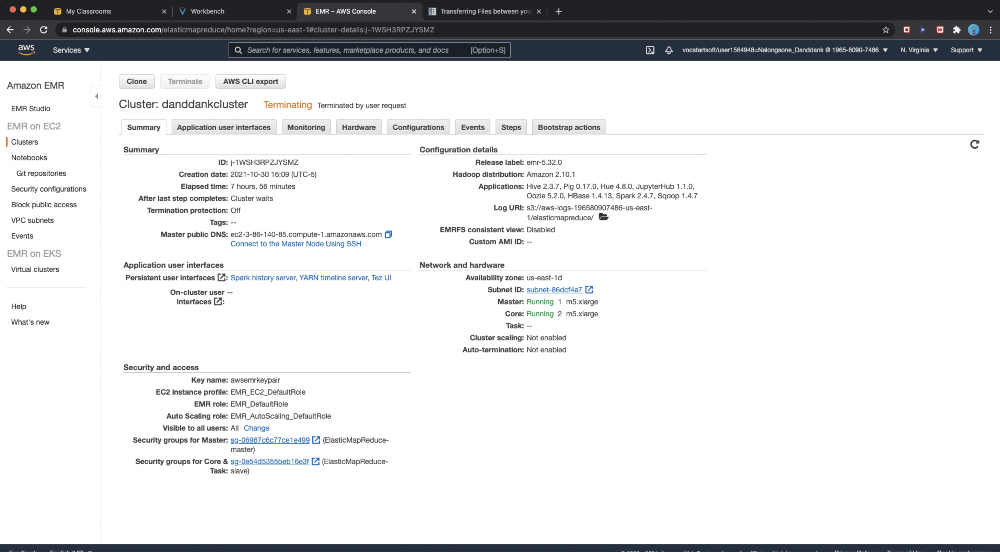 My Classrooms
Workbench
EMR – AWS Console
Transferring Files between you
console.aws.amazon.com/elasticmapreduce/home?region=us-east-1#cluster-details:j-1WSH3RPZJYSMZ
aws
Services
Search for services, features, marketplace products, and docs [Option+S]
vocstartsoft/user1564948=Nalongsone_Danddank @ 1965-8090-7486
N. Virginia
Support
Amazon EMR
EMR Studio
EMR on EC2
Clusters
Notebooks
Git repositories
Security configurations
Block public access
VPC subnets
Events
EMR on EKS
Virtual clusters
Help
What's new
Clone Terminate AWS CLI export
Cluster: danddankcluster Terminating Terminated by user request
Summary Application user interfaces Monitoring Hardware Configurations Events Steps Bootstrap actions
Summary
ID: j-1WSH3RPZJYSMZ
Creation date: 2021-10-30 16:09 (UTC-5)
Elapsed time: 7 hours, 56 minutes
After last step completes: Cluster waits
Termination protection: Off
Tags: --
Master public DNS: ec2-3-86-140-85.compute-1.amazonaws.com
Connect to the Master Node Using SSH
Configuration details
Release label: emr-5.32.0
Hadoop distribution: Amazon 2.10.1
Applications: Hive 2.3.7, Pig 0.17.0, Hue 4.8.0, JupyterHub 1.1.0,
Oozie 5.2.0, HBase 1.4.13, Spark 2.4.7, Sqoop 1.4.7
Log URI: s3://aws-logs-196580907486-us-east-
1/elasticmapreduce/
EMRFS consistent view: Disabled
Custom AMI ID: --
Application user interfaces
Persistent user interfaces : Spark history server, YARN timeline server, Tez UI
On-cluster user --
interfaces :
Network and hardware
Availability zone: us-east-1d
Subnet ID: subnet-86dcf4a7
Master: Running 1 m5.xlarge
Core: Running 2 m5.xlarge
Task: --
Cluster scaling: Not enabled
Auto-termination: Not enabled
Security and access
Key name: awsemrkeypair
EC2 instance profile: EMR_EC2_DefaultRole
EMR role: EMR_DefaultRole
Auto Scaling role: EMR_AutoScaling_DefaultRole
Visible to all users: All Change
Security groups for Master: sg-06967c6c77ce1e499 (ElasticMapReduce-
master)
Security groups for Core & sg-0e54d5355beb16e3f (ElasticMapReduce-
Task: slave)